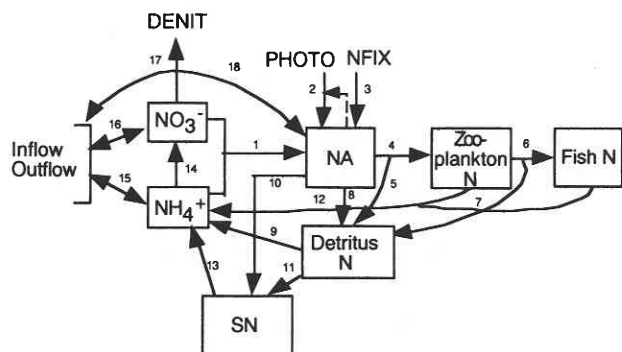 DENIT
17
18
PHOTO NFIX
2
3
16
NO3-
Inflow
Outflow
1
NA
4
Zoo-
plankton
N
6
Fish N
14
10
5
15
NH4+
12
8
7
9
Detritus
N
13
11
SN